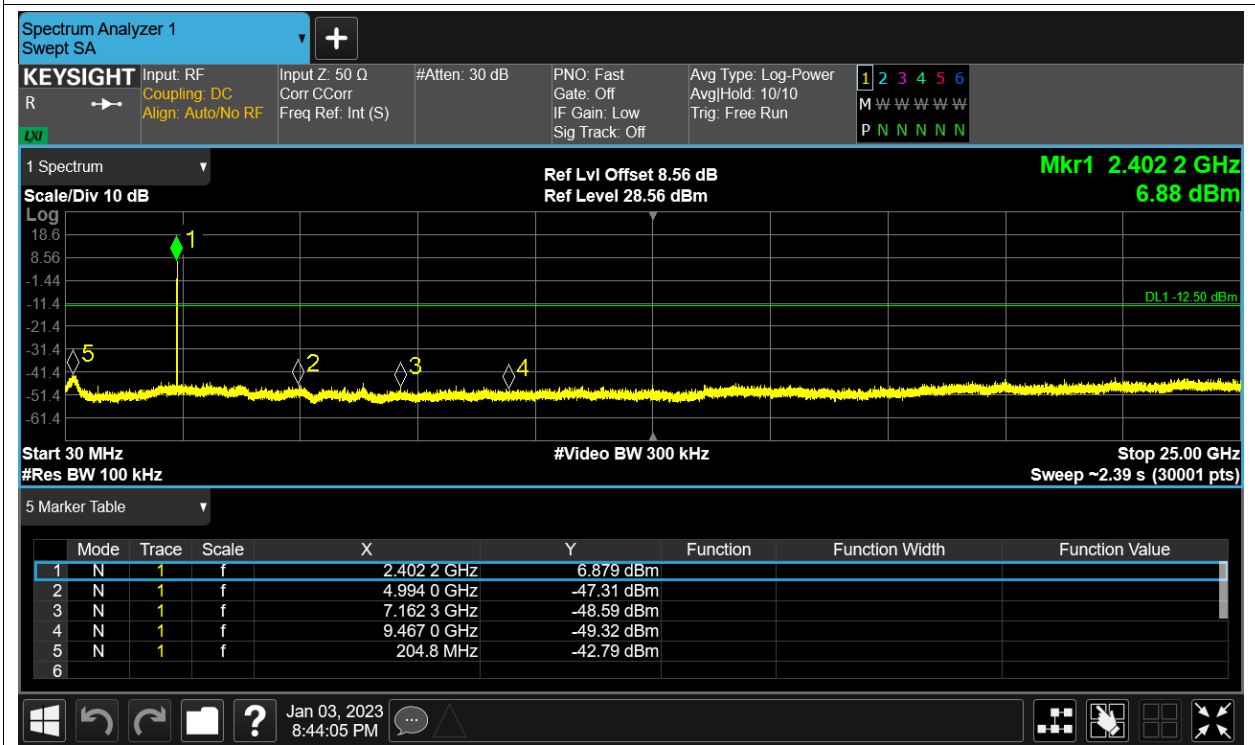 Spectrum Analyzer 1
Swept SA
KEYSIGHT
R
LXI
Input: RF
Coupling: DC
Align: Auto/No RF
Input Z: 50 Ω
Corr CCorr
Freq Ref: Int (S)
#Atten: 30 dB
PNO: Fast
Gate: Off
IF Gain: Low
Sig Track: Off
Avg Type: Log-Power
Avg|Hold: 10/10
Trig: Free Run
1 2 3 4 5 6
M W W W W W
P N N N N N
1 Spectrum
Scale/Div 10 dB
Ref Lvl Offset 8.56 dB
Ref Level 28.56 dBm
Mkr1 2.402 2 GHz
6.88 dBm
Log
18.6
8.56
-1.44
-11.4
-21.4
-31.4
-41.4
-51.4
-61.4
1
5
2
3
4
DL1 -12.50 dBm
Start 30 MHz
#Res BW 100 kHz
#Video BW 300 kHz
Stop 25.00 GHz
Sweep ~2.39 s (30001 pts)
5 Marker Table
Mode Trace Scale X Y Function Function Width Function Value
1 N 1 f 2.402 2 GHz 6.879 dBm
2 N 1 f 4.994 0 GHz -47.31 dBm
3 N 1 f 7.162 3 GHz -48.59 dBm
4 N 1 f 9.467 0 GHz -49.32 dBm
5 N 1 f 204.8 MHz -42.79 dBm
6
?
Jan 03, 2023
8:44:05 PM